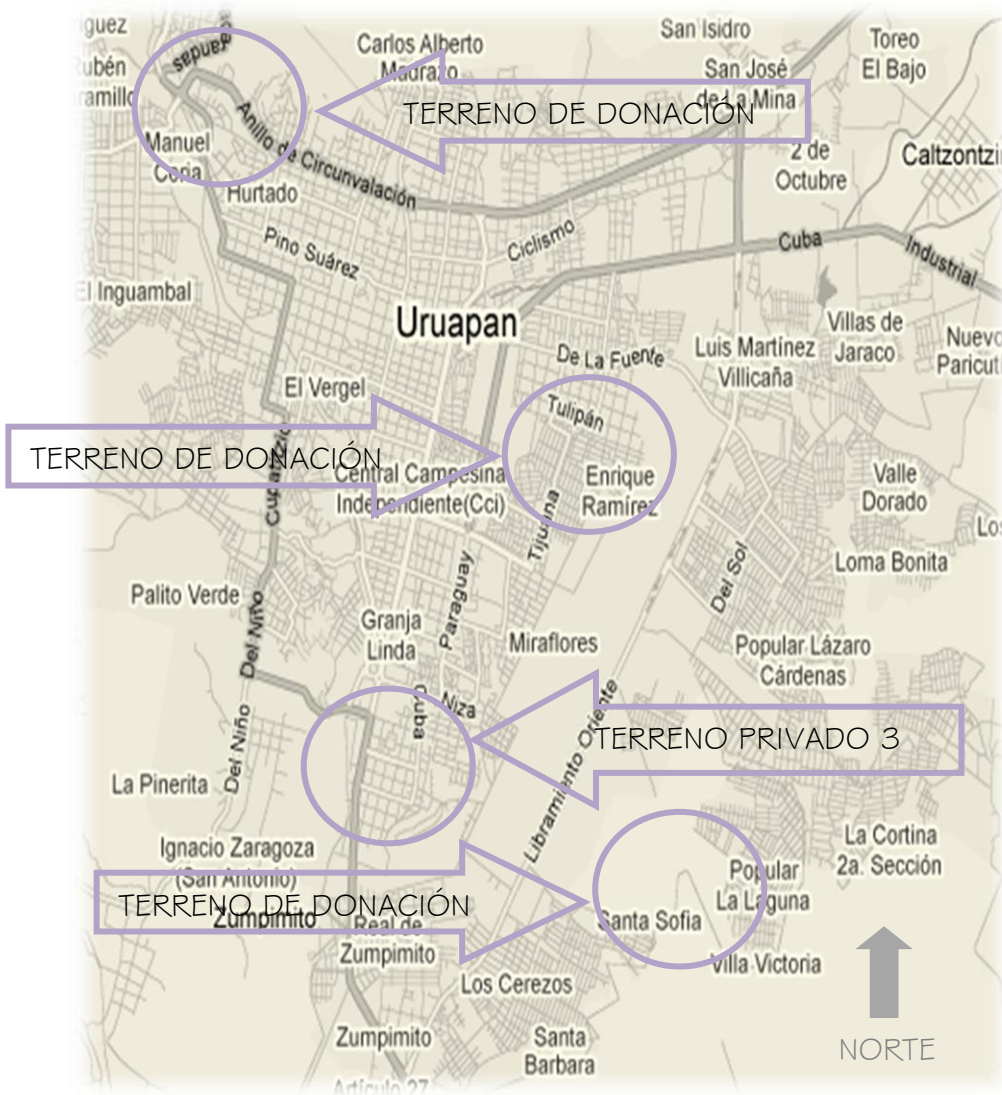 San Isidro
Toreo
El Bajo
Carlos Alberto
Madrazo
San José
de La Mina
TERRENO DE DONACIÓN
Manuel
Coria
Hurtado
Anillo de Circunvalación
2 de
Octubre
Pino Suárez
Ciclismo
Cuba
Industrial
El Inguambal
Uruapan
De La Fuente
Luis Martínez
Villicaña
Villas de
Jaraco
Nuevo
El Vergel
Tulipán
TERRENO DE DONACIÓN
Central Campesina
Independiente(Cci)
Enrique
Ramírez
Valle
Dorado
Tijuana
Loma Bonita
Palito Verde
Del Niño
Granja
Linda
Paraguay
Miraflores
Del Sol
Popular Lázaro
Cárdenas
Cuba
Niza
TERRENO PRIVADO 3
La Pinerita
Del Niño
Libramiento Oriente
Ignacio Zaragoza
(San Antonio)
La Cortina
2a. Sección
Popular
La Laguna
TERRENO DE DONACIÓN
Zumpimito
Real de
Zumpimito
Santa Sofia
Villa Victoria
Los Cerezos
Zumpimito
Santa
Barbara
NORTE
Artículo 27